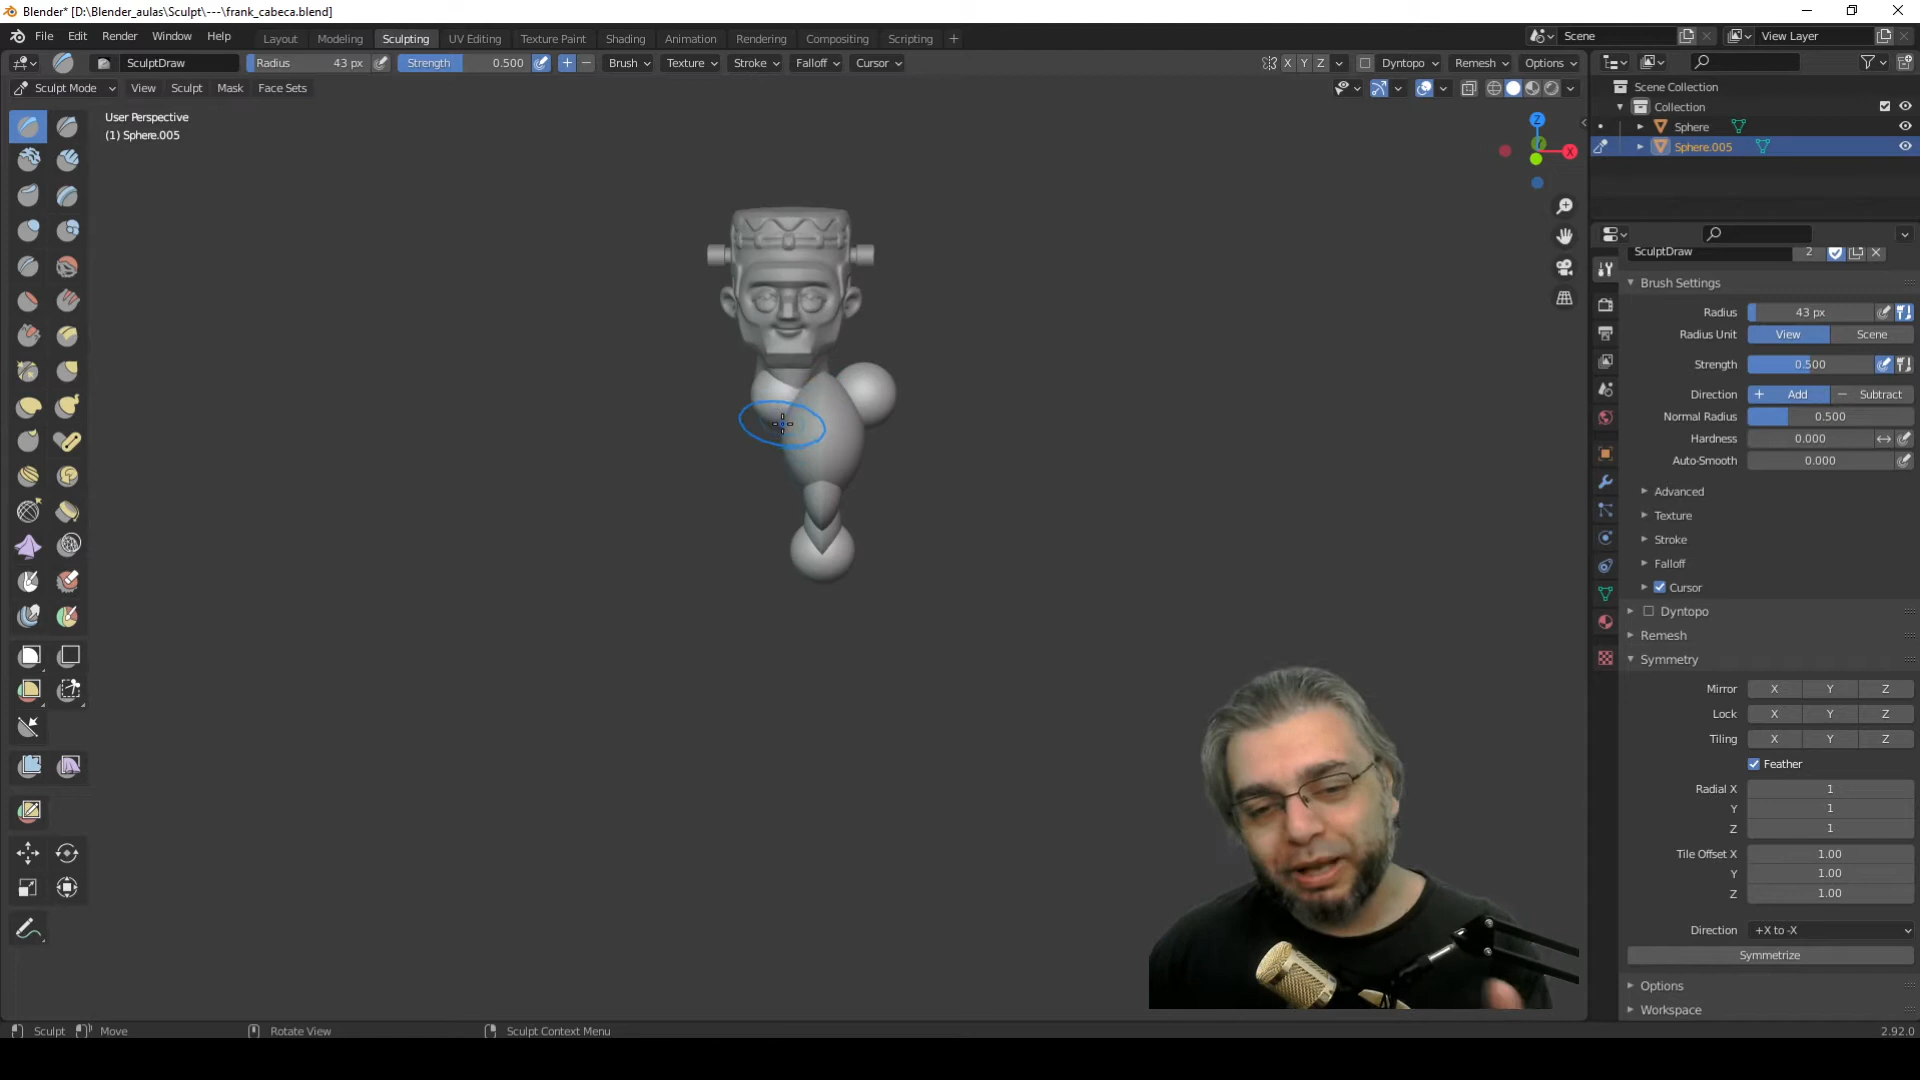 Blender* [D:\Blender_aulas\Sculpt\---\frank_cabeca.blend]
File Edit Render Window Help
Layout Modeling Sculpting UV Editing Texture Paint Shading Animation Rendering Compositing Scripting +
Scene
View Layer
SculptDraw
Radius 43 px
Strength 0.500
Brush Texture Stroke Falloff Cursor
X Y Z
Dyntopo Remesh Options
Sculpt Mode View Sculpt Mask Face Sets
User Perspective
(1) Sphere.005
Z
X
Scene Collection
Collection
Sphere
Sphere.005
SculptDraw 2
Brush Settings
Radius 43 px
Radius Unit View Scene
Strength 0.500
Direction + Add − Subtract
Normal Radius 0.500
Hardness 0.000
Auto-Smooth 0.000
Advanced
Texture
Stroke
Falloff
Cursor
Dyntopo
Remesh
Symmetry
Mirror X Y Z
Lock X Y Z
Tiling X Y Z
Feather
Radial X 1
Y 1
Z 1
Tile Offset X 1.00
Y 1.00
Z 1.00
Direction +X to -X
Symmetrize
Options
Workspace
Sculpt Move Rotate View Sculpt Context Menu 2.92.0